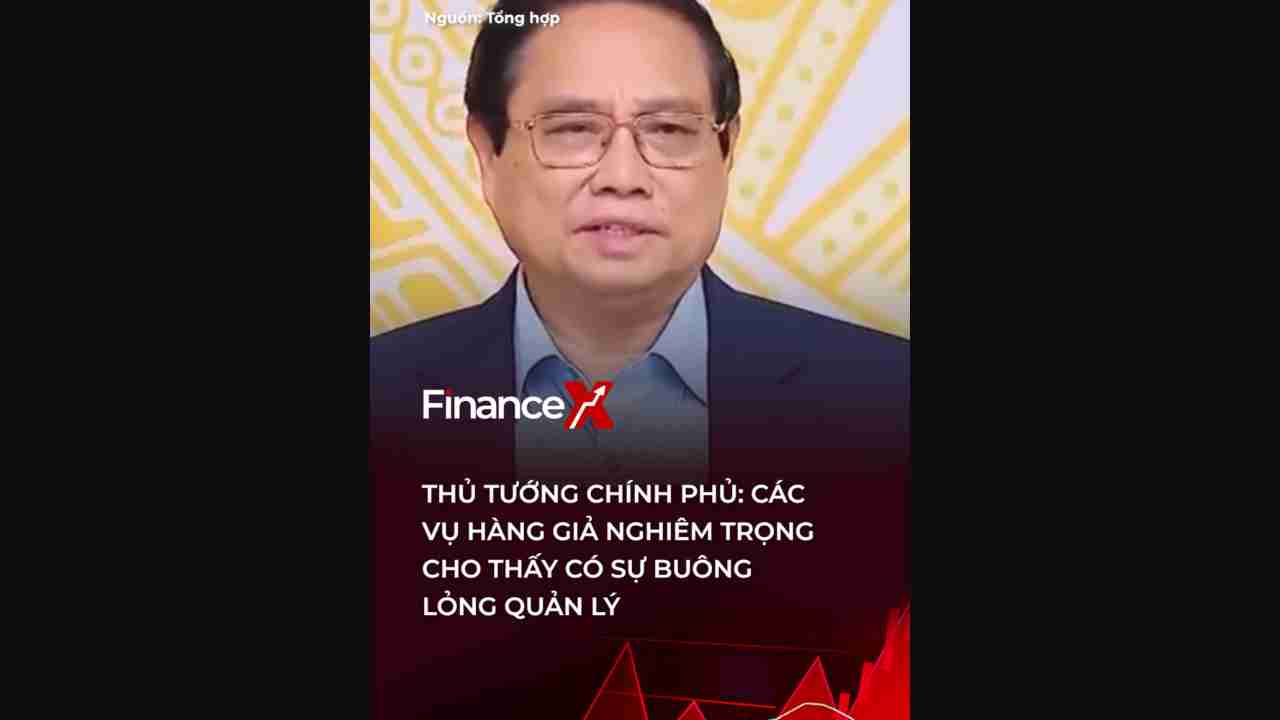 Nguồn: Tổng hợp
FinanceX
THỦ TƯỚNG CHÍNH PHỦ: CÁC
VỤ HÀNG GIẢ NGHIÊM TRỌNG
CHO THẤY CÓ SỰ BUÔNG
LỎNG QUẢN LÝ